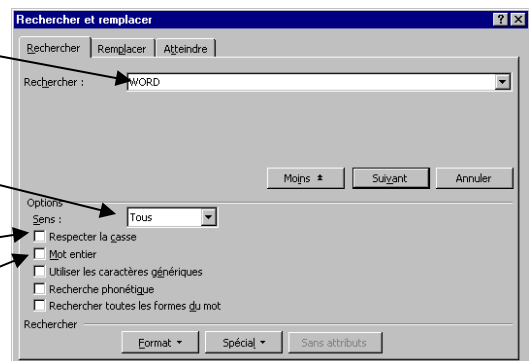 Rechercher et remplacer
Rechercher Remplacer Atteindre
Rechercher : WORD
Moins Suivant Annuler
Options
Sens : Tous
Respecter la casse
Mot entier
Utiliser les caractères génériques
Recherche phonétique
Rechercher toutes les formes du mot
Rechercher
Format Spécial Sans attributs